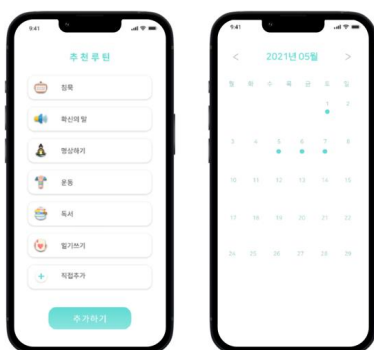 9:41
추천루틴
침묵
확신의 말
명상하기
운동
독서
일기쓰기
+ 직접추가
추가하기
9:41
< 2021년 05월 >
월 화 수 목 금 토 일
1 2
3 4 5 6 7 8 9
10 11 12 13 14 15 16
17 18 19 20 21 22 23
24 25 26 27 28 29